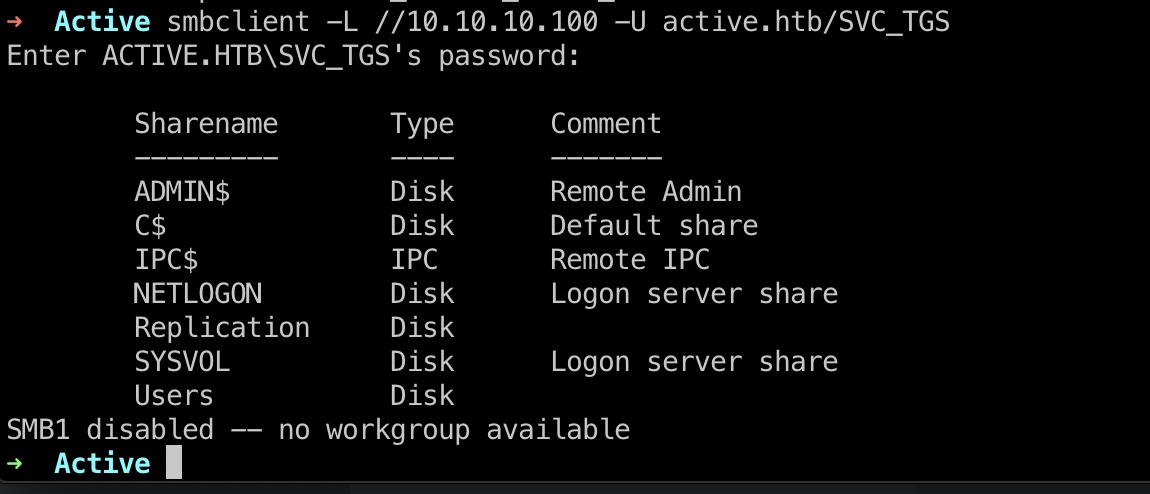 → Active smbclient -L //10.10.10.100 -U active.htb/SVC_TGS
Enter ACTIVE.HTB\SVC_TGS's password:
Sharename Type Comment
--------- ---- -------
ADMIN$ Disk Remote Admin
C$ Disk Default share
IPC$ IPC Remote IPC
NETLOGON Disk Logon server share
Replication Disk
SYSVOL Disk Logon server share
Users Disk
SMB1 disabled -- no workgroup available
→ Active